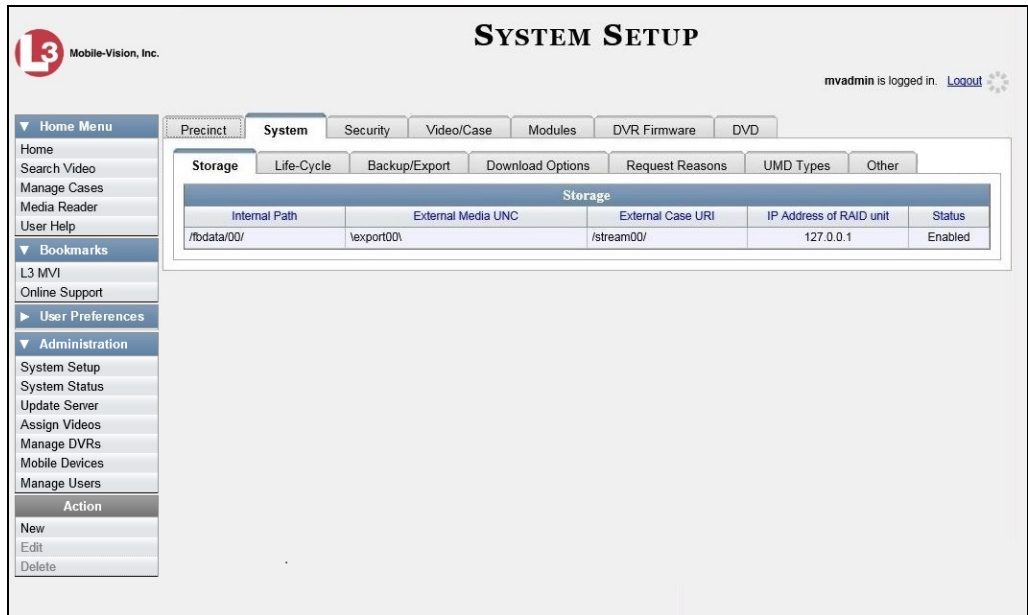 SYSTEM SETUP
L3 Mobile-Vision, Inc.
mvadmin is logged in. Logout
▼ Home Menu
Home
Search Video
Manage Cases
Media Reader
User Help
▼ Bookmarks
L3 MVI
Online Support
▶ User Preferences
▼ Administration
System Setup
System Status
Update Server
Assign Videos
Manage DVRs
Mobile Devices
Manage Users
Action
New
Edit
Delete
Precinct System Security Video/Case Modules DVR Firmware DVD
Storage Life-Cycle Backup/Export Download Options Request Reasons UMD Types Other
Storage
Internal Path External Media UNC External Case URI IP Address of RAID unit Status
/fbdata/00/ \export00\ /stream00/ 127.0.0.1 Enabled